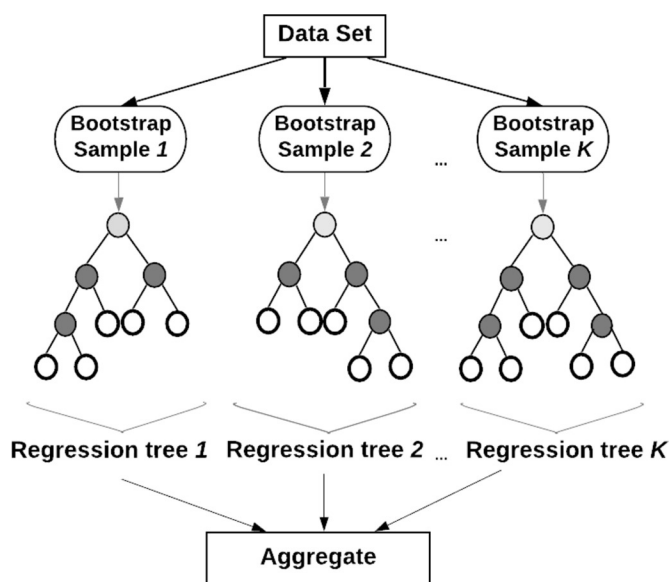 Data Set
Bootstrap
Sample 1
Bootstrap
Sample 2
...
Bootstrap
Sample K
...
Regression tree 1
Regression tree 2
...
Regression tree K
Aggregate